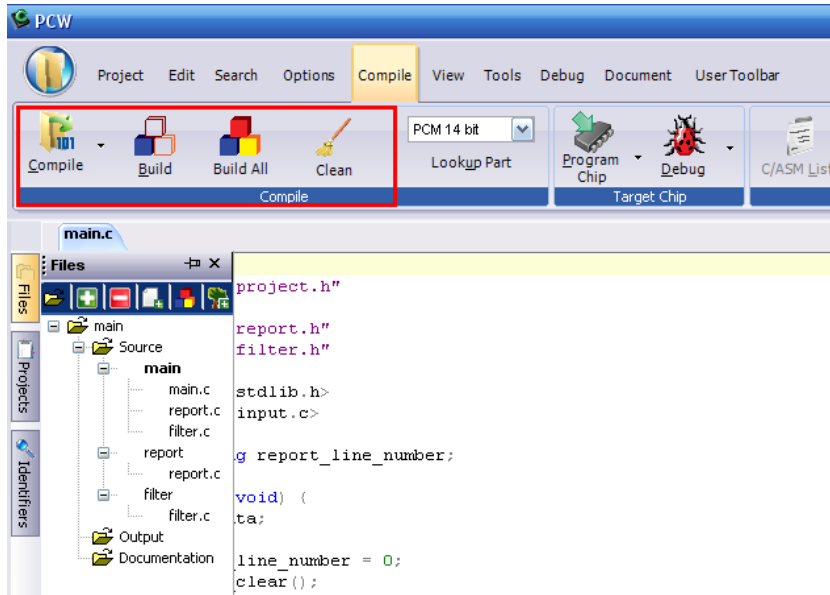 PCW
Project Edit Search Options Compile View Tools Debug Document User Toolbar
101
Compile Build Build All Clean
PCM 14 bit
Lookup Part
Program Chip Debug
C/ASM List
Compile
Target Chip
main.c
Files
Files
Projects
Identifiers
main
Source
main
main.c
report.c
filter.c
report
report.c
filter
filter.c
Output
Documentation
project.h"
report.h"
filter.h"
stdlib.h>
input.c>
g report_line_number;
void) {
ta;
line_number = 0;
clear();